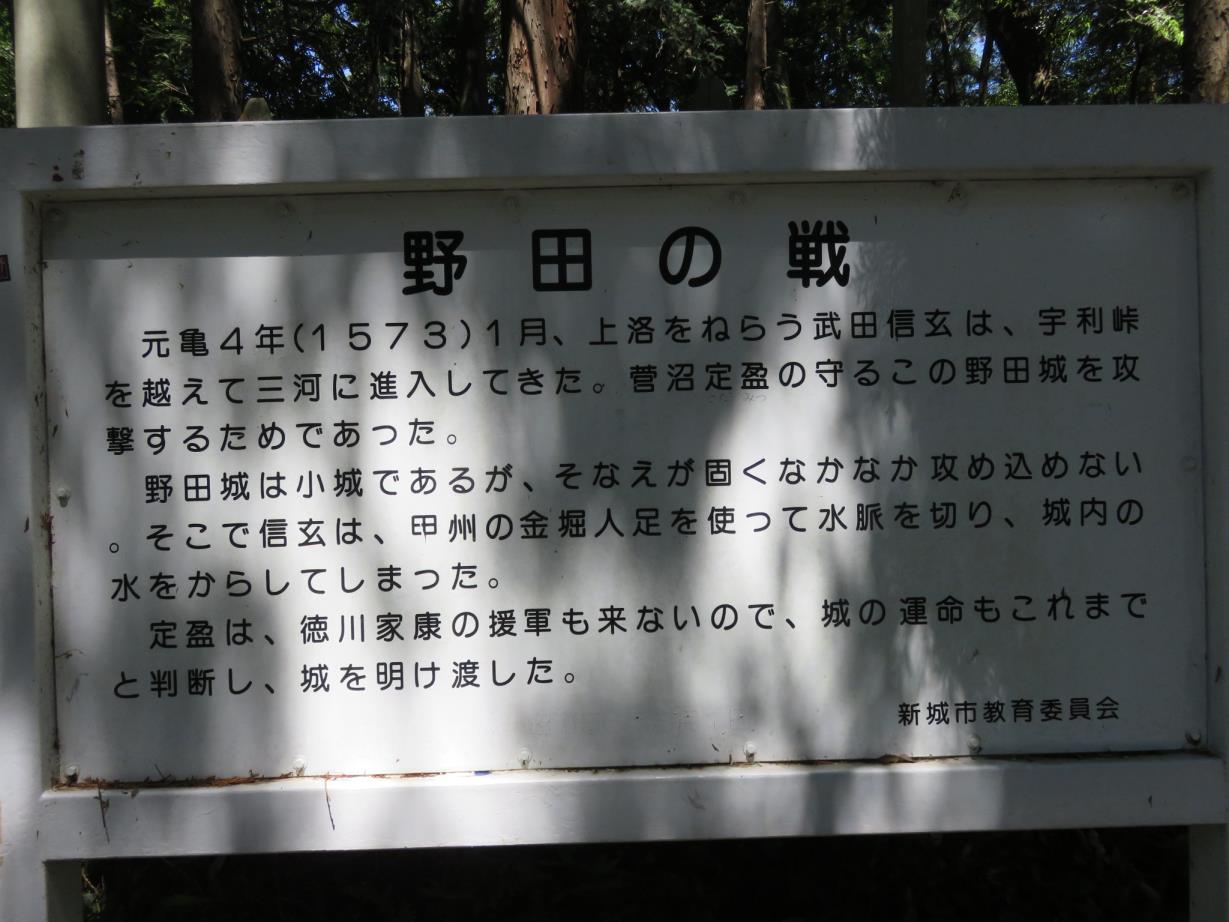 野田の戦
元亀４年(１５７３)１月、上洛をねらう武田信玄は、宇利峠
を越えて三河に進入してきた。菅沼定盈の守るこの野田城を攻
撃するためであった。
野田城は小城であるが、そなえが固くなかなか攻め込めない
。そこで信玄は、甲州の金堀人足を使って水脈を切り、城内の
水をからしてしまった。
定盈は、徳川家康の援軍も来ないので、城の運命もこれまで
と判断し、城を明け渡した。
新城市教育委員会